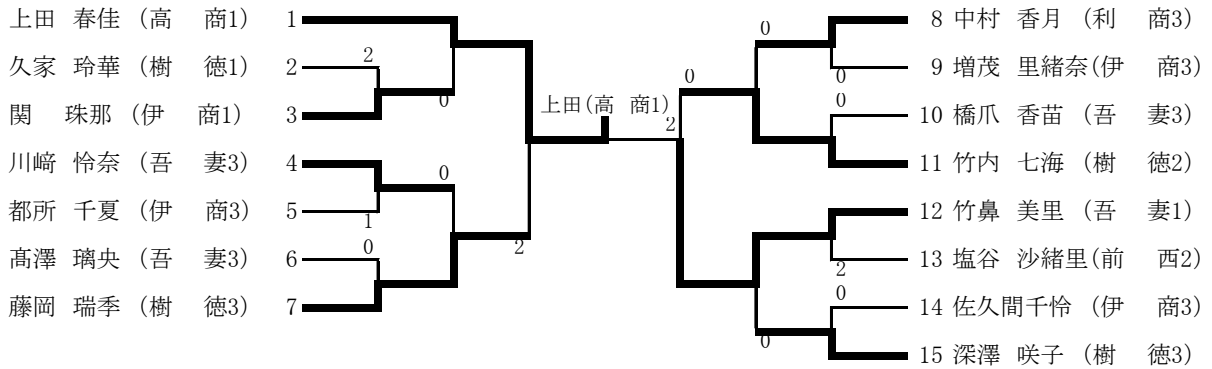 上田　春佳（高　商1）　1
久家　玲華（樹　徳1）　2
関　珠那（伊　商1）　3
川﨑　怜奈（吾　妻3）　4
都所　千夏（伊　商3）　5
髙澤　璃央（吾　妻3）　6
藤岡　瑞季（樹　徳3）　7
2
0
0
1
0
2
上田(高　商1)
2
0
0
0
0
2
0
0
8　中村　香月（利　商3）
9　増茂　里緒奈(伊　商3)
10　橋爪　香苗（吾　妻3）
11　竹内　七海（樹　徳2）
12　竹鼻　美里（吾　妻1）
13　塩谷　沙緒里(前　西2)
14　佐久間千怜（伊　商3）
15　深澤　咲子（樹　徳3）